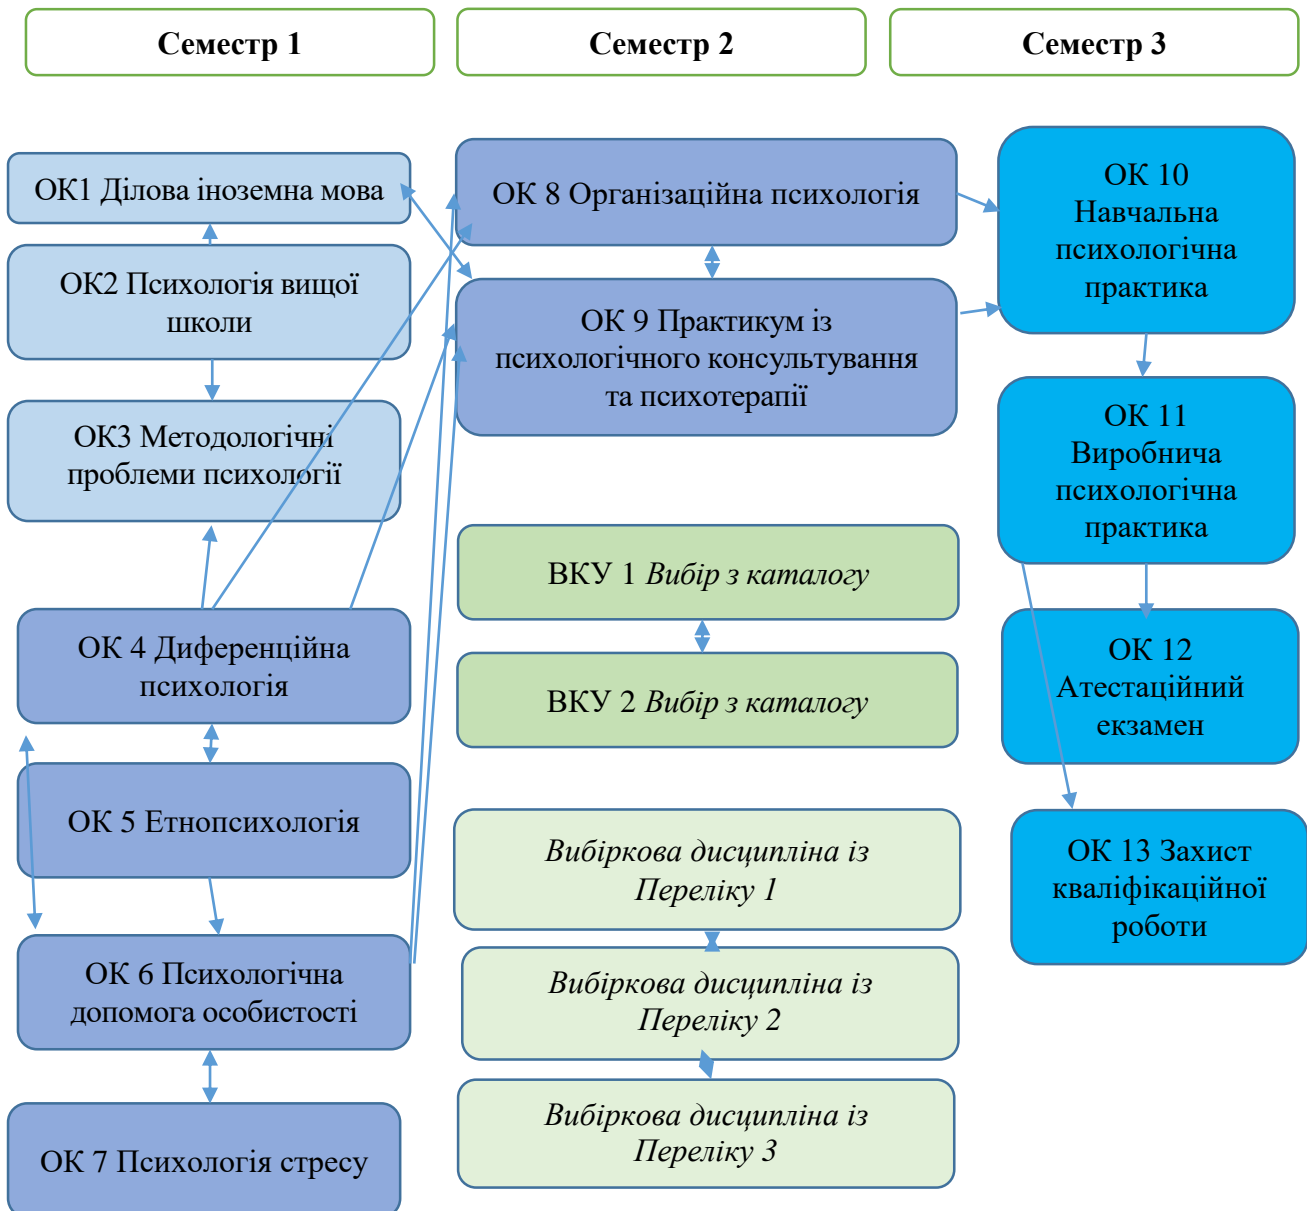 Семестр 1
Семестр 2
Семестр 3
ОК1 Ділова іноземна мова
ОК2 Психологія вищої
школи
ОК3 Методологічні
проблеми психології
ОК 4 Диференційна
психологія
ОК 5 Етнопсихологія
ОК 6 Психологічна
допомога особистості
ОК 7 Психологія стресу
ОК 8 Організаційна психологія
ОК 9 Практикум із
психологічного консультування
та психотерапії
ВКУ 1 Вибір з каталогу
ВКУ 2 Вибір з каталогу
Вибіркова дисципліна із
Переліку 1
Вибіркова дисципліна із
Переліку 2
Вибіркова дисципліна із
Переліку 3
ОК 10
Навчальна
психологічна
практика
ОК 11
Виробнича
психологічна
практика
ОК 12
Атестаційний
екзамен
ОК 13 Захист
кваліфікаційної
роботи